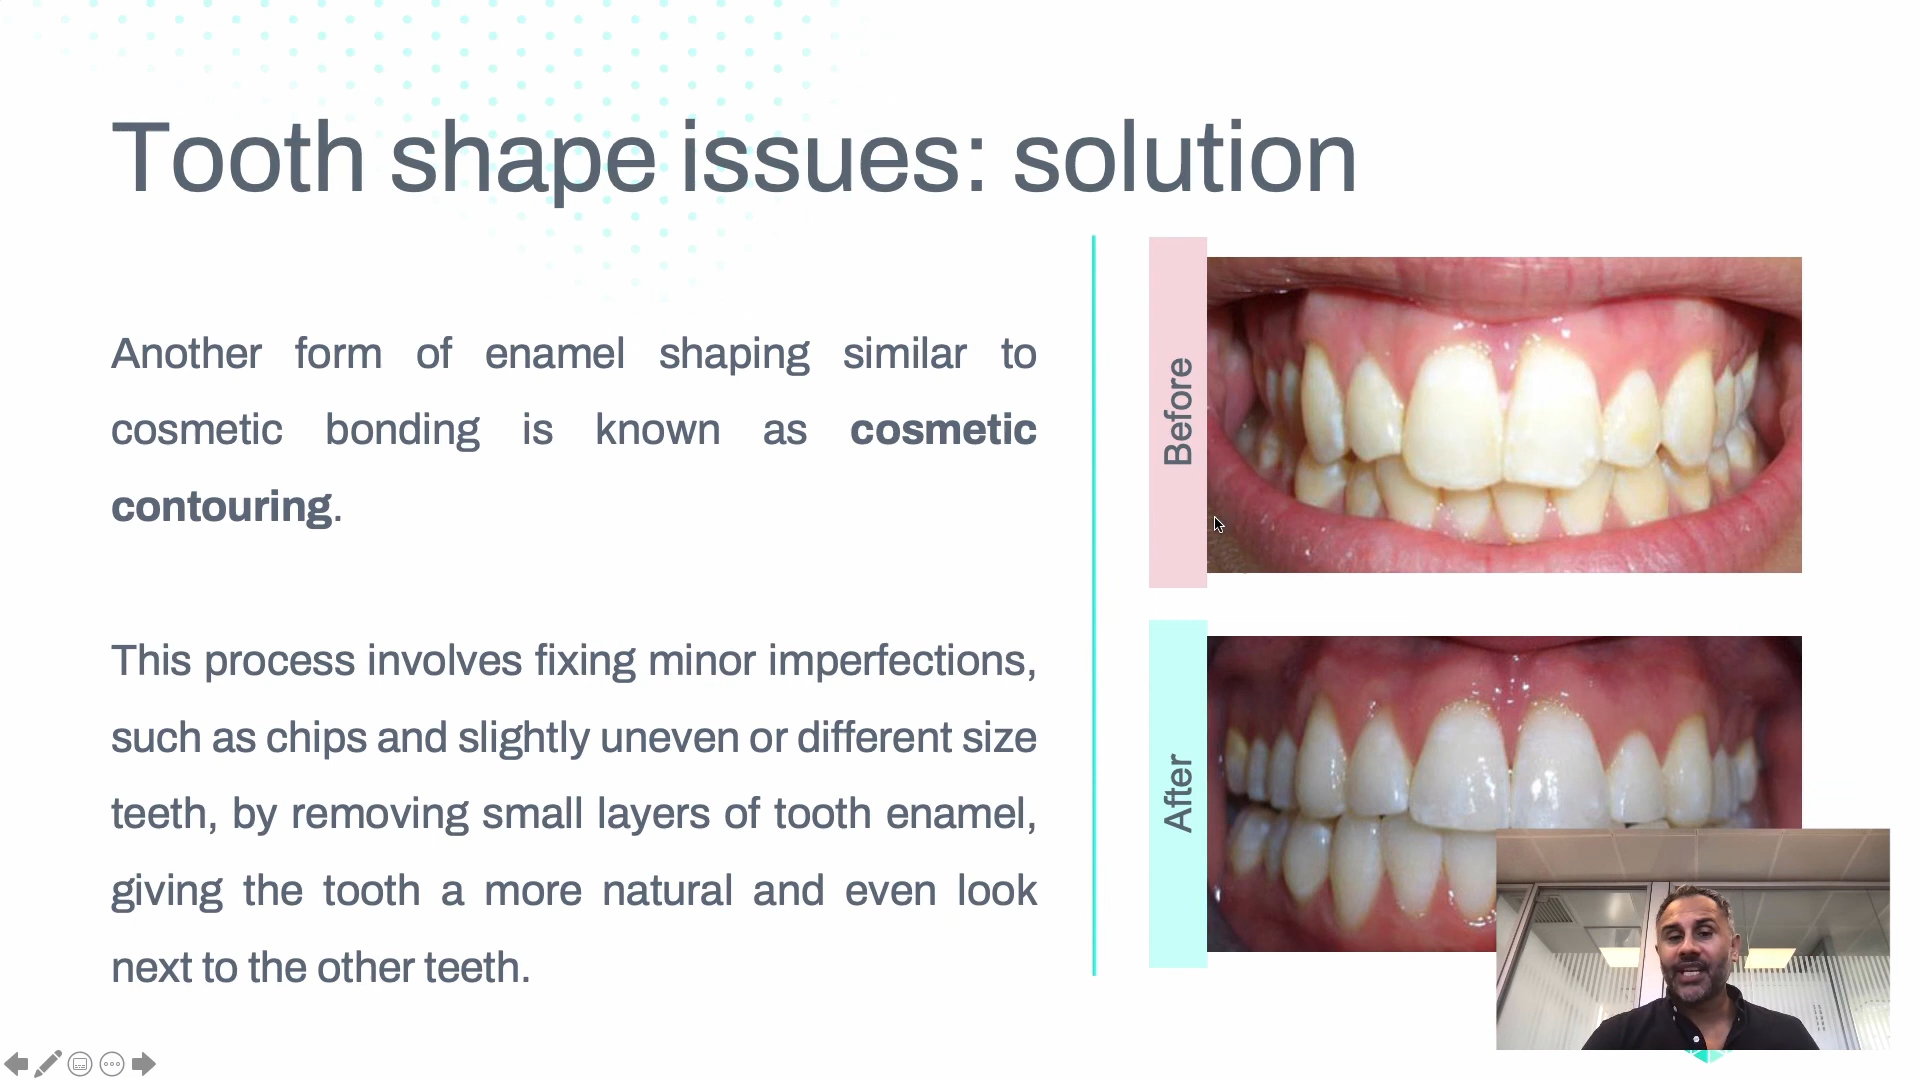 Tooth shape issues: solution
Another form of enamel shaping similar to
cosmetic bonding is known as cosmetic
contouring.
This process involves fixing minor imperfections,
such as chips and slightly uneven or different size
teeth, by removing small layers of tooth enamel,
giving the tooth a more natural and even look
next to the other teeth.
Before
After